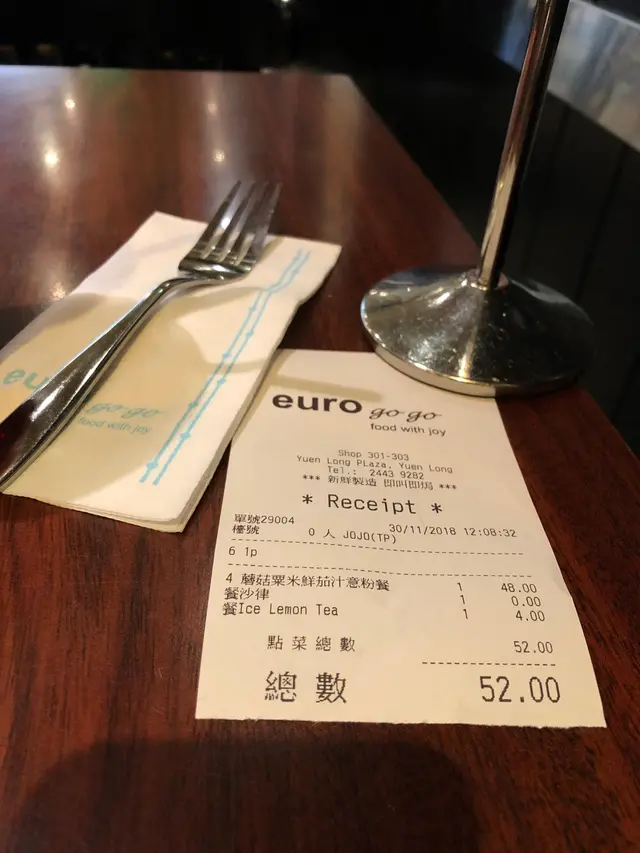 go go
food with joy
euro go go
food with joy
Shop 301-303
Yuen Long PLaza, Yuen Long
Tel.: 2443 9282
*** 新鮮製造 即叫即焗 ***
* Receipt *
單號29004 30/11/2018 12:08:32
檯號 0 人 JOJO(TP)
6 1p
4 蘑菇粟米鮮茄汁意粉餐 1 48.00
餐沙律 1 0.00
餐Ice Lemon Tea 1 4.00
點菜總數 52.00
總數 52.00